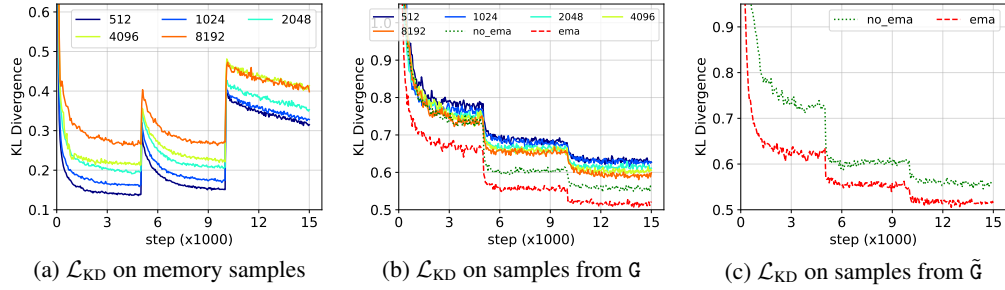 512 1024 2048
4096 8192
KL Divergence
0.6
0.5
0.4
0.3
0.2
0.1
0 3 6 9 12 15
step (x1000)
(a) ℒ_KD on memory samples
512 1024 2048 4096
8192 no_ema ema
KL Divergence
1.0
0.9
0.8
0.7
0.6
0.5
0 3 6 9 12 15
step (x1000)
(b) ℒ_KD on samples from G
no_ema ema
KL Divergence
0.9
0.8
0.7
0.6
0.5
0 3 6 9 12 15
step (x1000)
(c) ℒ_KD on samples from G̃